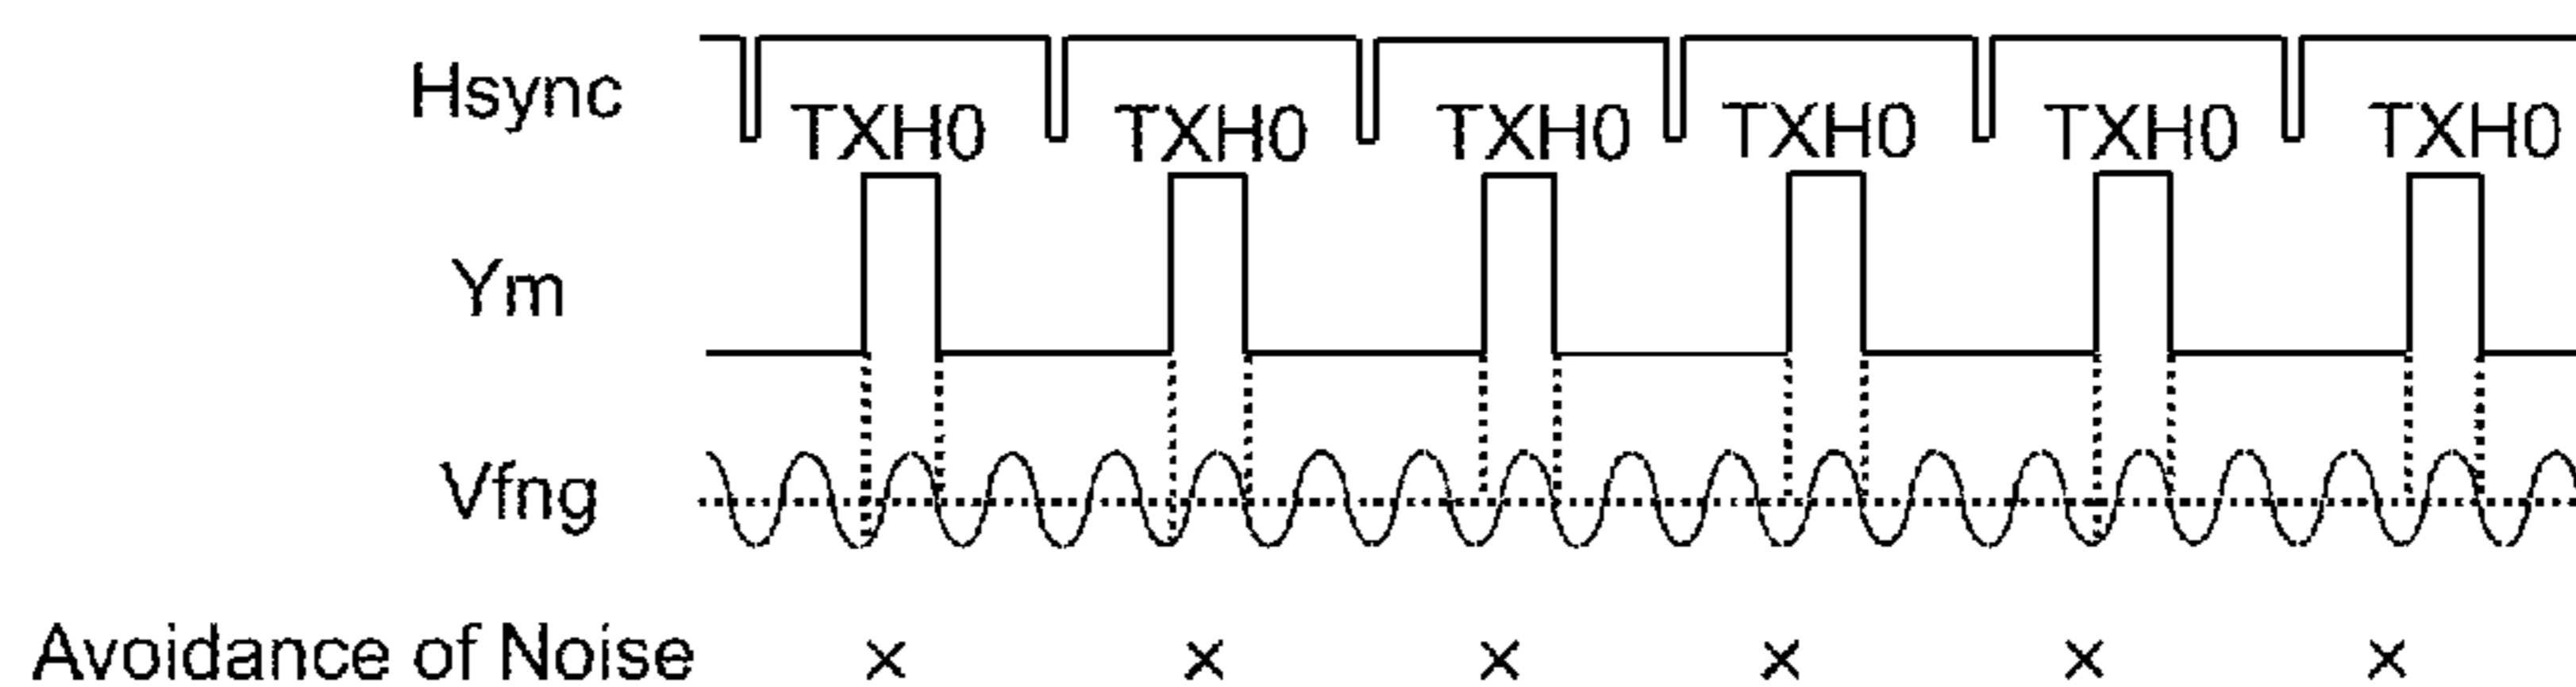 Hsync
TXH0 TXH0 TXH0 TXH0 TXH0 TXH0
Ym
Vfng
Avoidance of Noise × × × × × ×